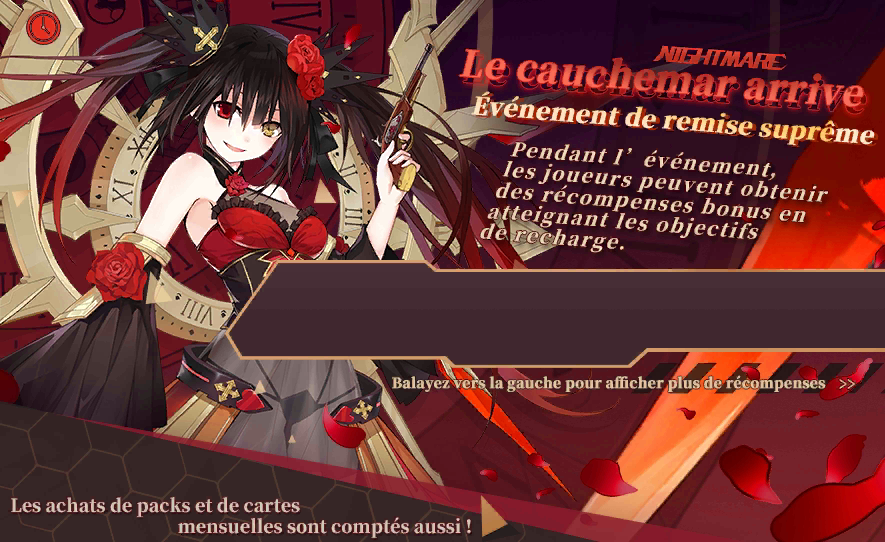 NIGHTMARE
Le cauchemar arrive
Événement de remise suprême
Pendant l’événement,
les joueurs peuvent obtenir
des récompenses bonus en
atteignant les objectifs
de recharge.
XI
VIII
Balayez vers la gauche pour afficher plus de récompenses >>
Les achats de packs et de cartes
mensuelles sont comptés aussi !